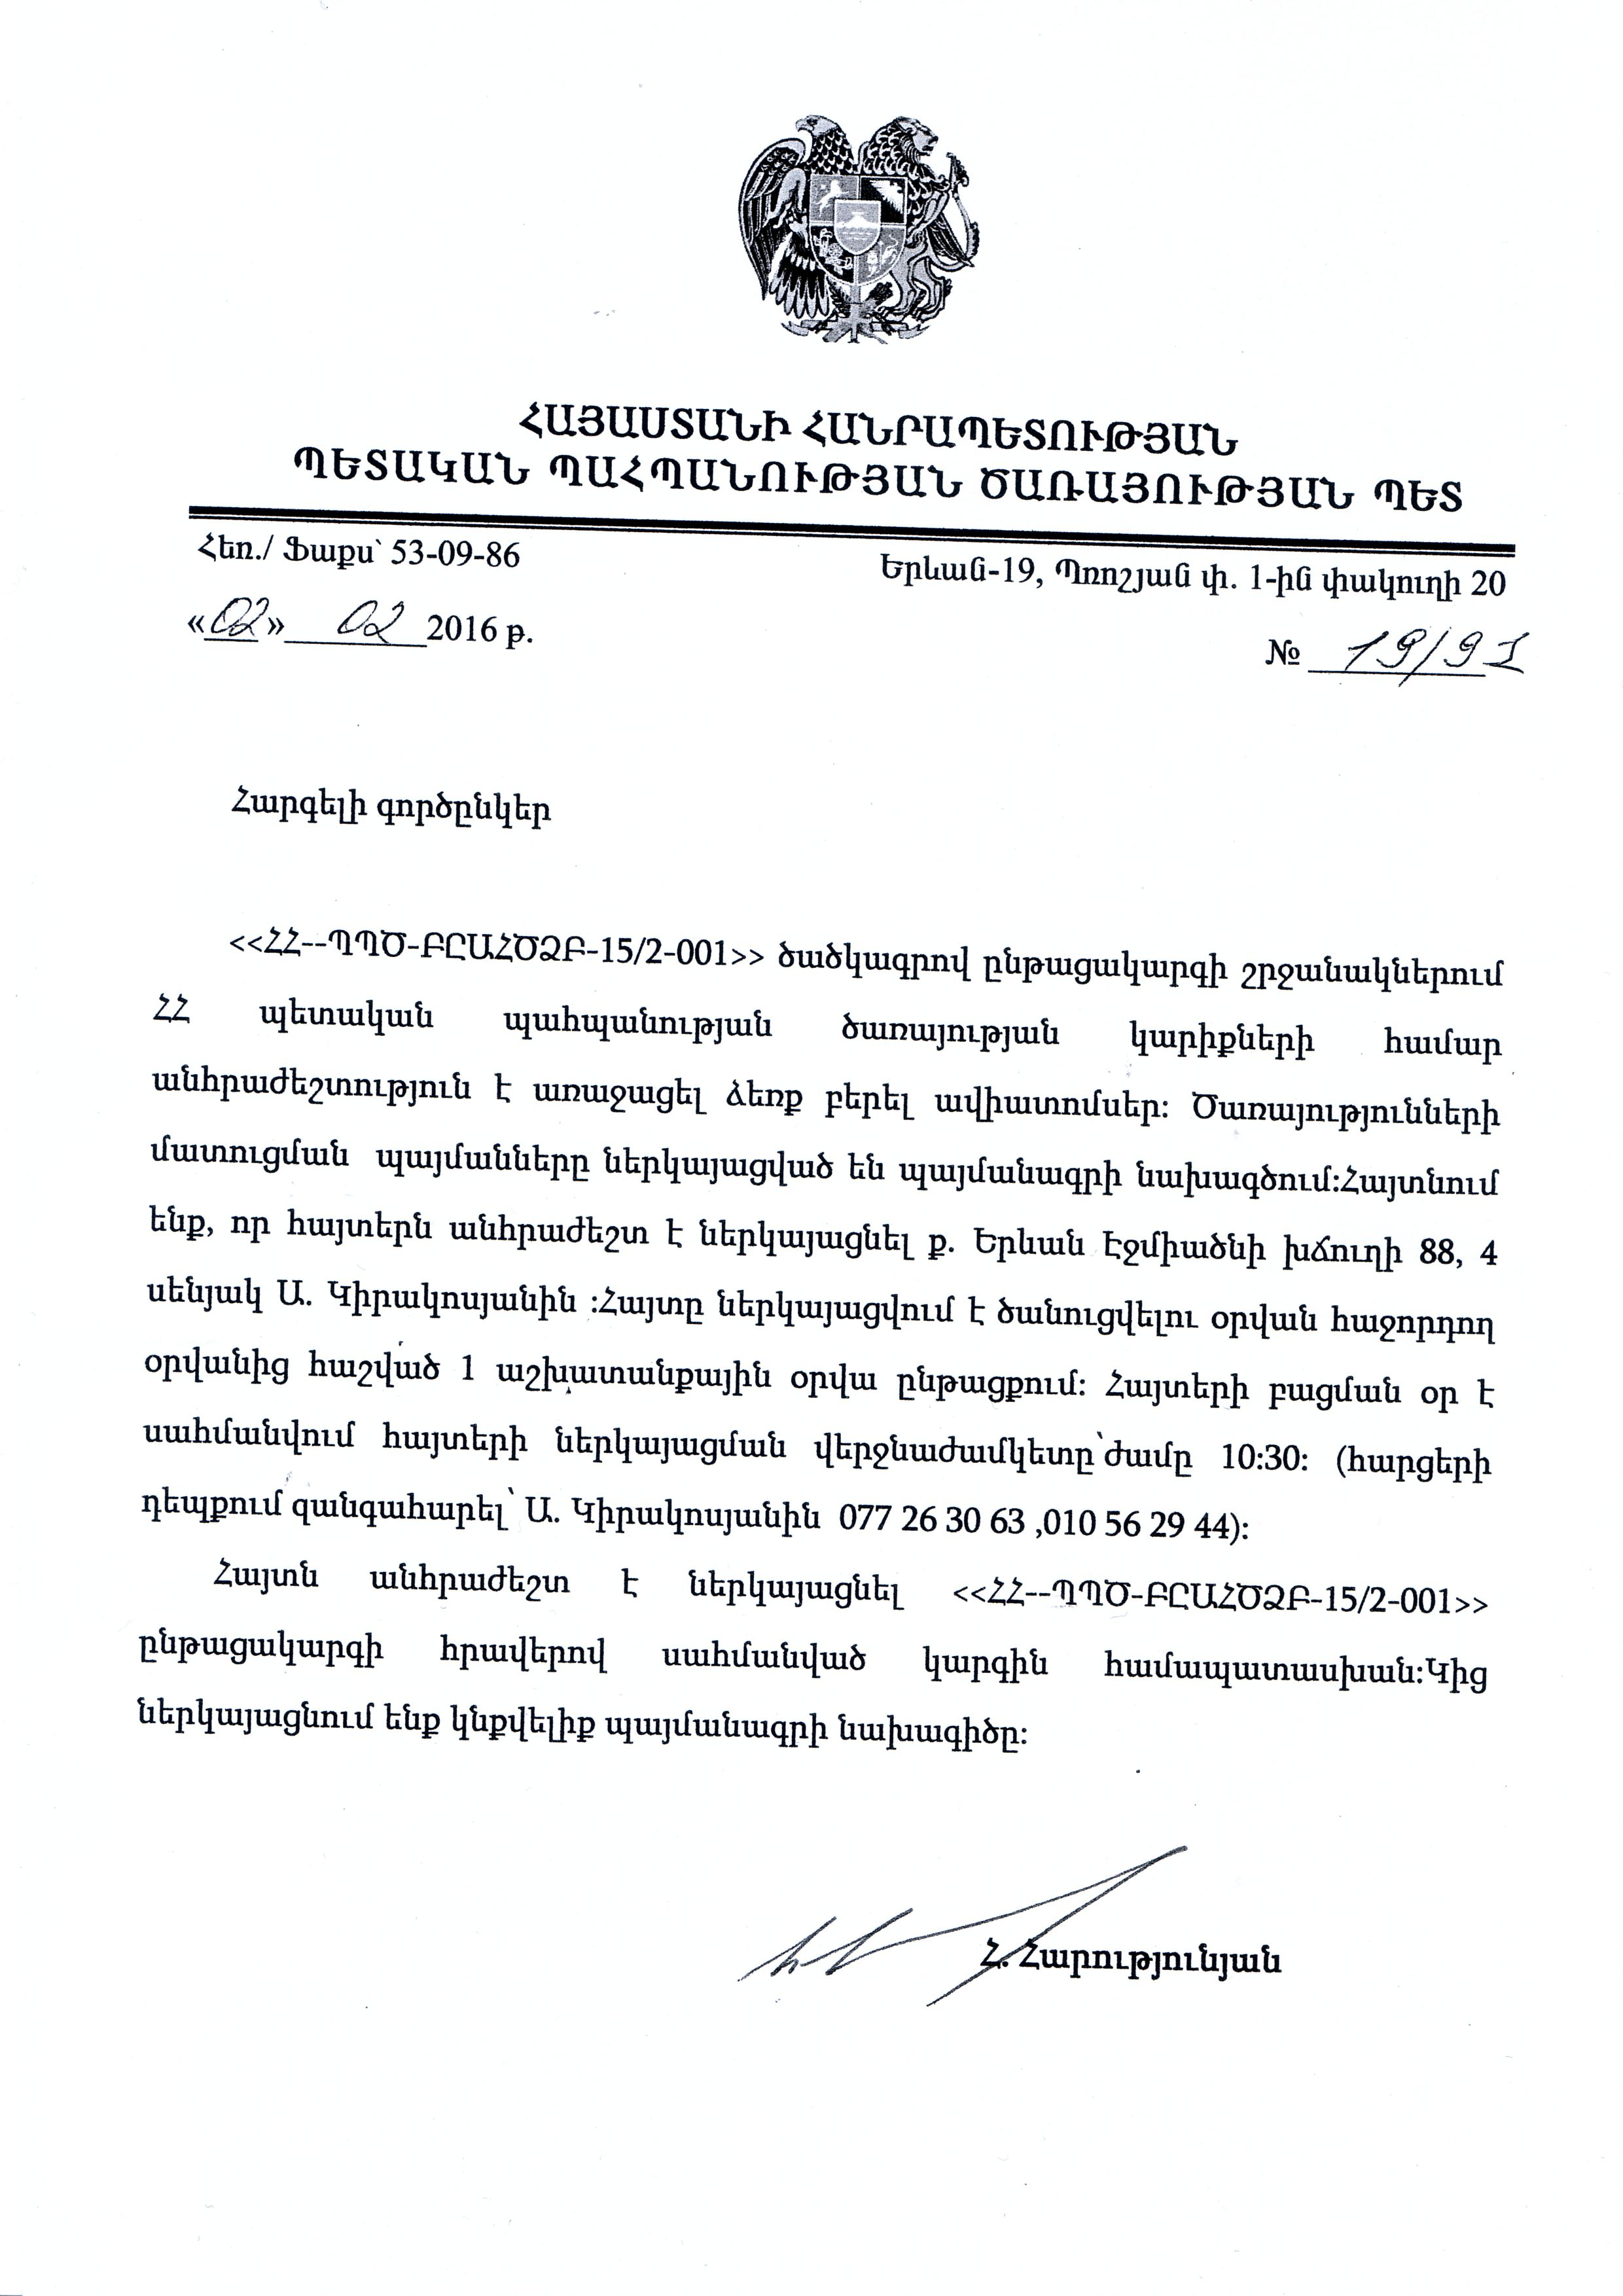 ՀԱՅԱՍՏԱՆԻ ՀԱՆՐԱՊԵՏՈՒԹՅԱՆ
ՊԵՏԱԿԱՆ ՊԱՀՊԱՆՈՒԹՅԱՆ ԾԱՌԱՅՈՒԹՅԱՆ ՊԵՏ
Հեռ./ Ֆաքս՝ 53-09-86
Երևան-19, Պռոշյան փ. 1-ին փակուղի 20
«02» 02 2016 թ.
№ 19/91
Հարգելի գործընկեր
<<ՀՀ--ՊՊԾ-ԲԸԱՀԾՁԲ-15/2-001>> ծածկագրով ընթացակարգի շրջանակներում
ՀՀ պետական պահպանության ծառայության կարիքների համար
անհրաժեշտություն է առաջացել ձեռք բերել ավիատոմսեր: Ծառայությունների
մատուցման պայմանները ներկայացված են պայմանագրի նախագծում:Հայտնում
ենք, որ հայտերն անհրաժեշտ է ներկայացնել ք. Երևան Էջմիածնի խճուղի 88, 4
սենյակ Ա. Կիրակոսյանին :Հայտը ներկայացվում է ծանուցվելու օրվան հաջորդող
օրվանից հաշված 1 աշխատանքային օրվա ընթացքում: Հայտերի բացման օր է
սահմանվում հայտերի ներկայացման վերջնաժամկետը՝ժամը 10:30: (հարցերի
դեպքում զանգահարել՝ Ա. Կիրակոսյանին 077 26 30 63 ,010 56 29 44):
Հայտն անհրաժեշտ է ներկայացնել <<ՀՀ--ՊՊԾ-ԲԸԱՀԾՁԲ-15/2-001>>
ընթացակարգի հրավերով սահմանված կարգին համապատասխան:Կից
ներկայացնում ենք կնքվելիք պայմանագրի նախագիծը:
Հ. Հարությունյան